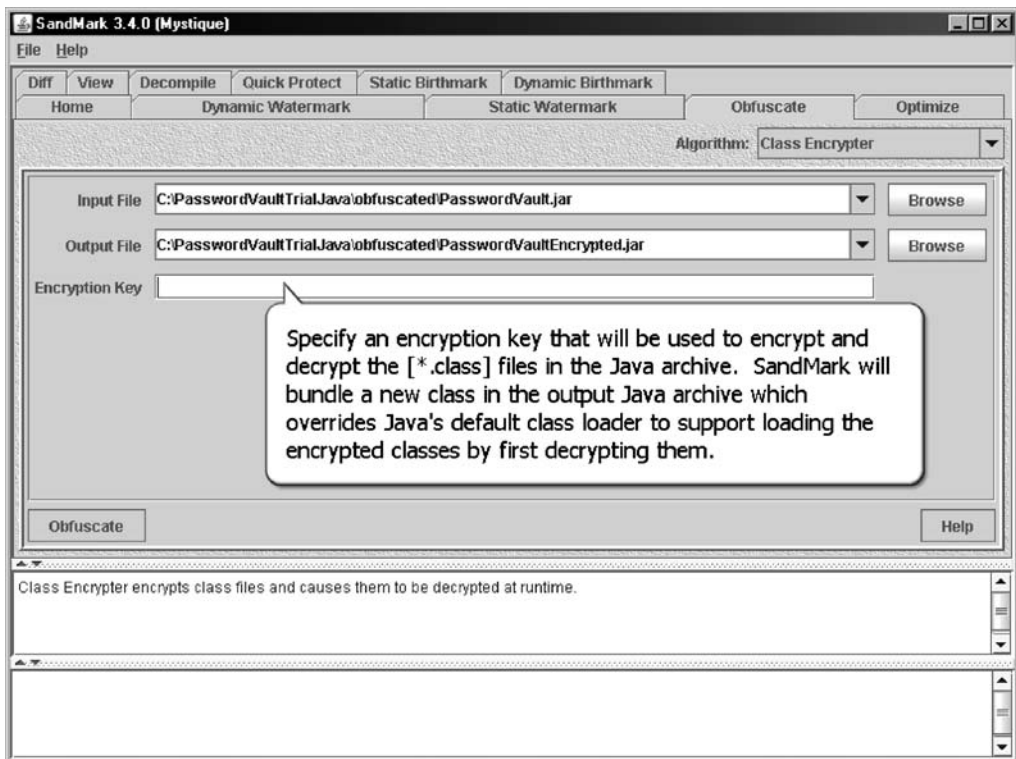 SandMark 3.4.0 (Mystique)
File Help
Diff View Decompile Quick Protect Static Birthmark Dynamic Birthmark
Home Dynamic Watermark Static Watermark Obfuscate Optimize
Algorithm: Class Encrypter
Input File C:\PasswordVaultTrialJava\obfuscated\PasswordVault.jar Browse
Output File C:\PasswordVaultTrialJava\obfuscated\PasswordVaultEncrypted.jar Browse
Encryption Key
Specify an encryption key that will be used to encrypt and
decrypt the [*.class] files in the Java archive. SandMark will
bundle a new class in the output Java archive which
overrides Java's default class loader to support loading the
encrypted classes by first decrypting them.
Obfuscate Help
Class Encrypter encrypts class files and causes them to be decrypted at runtime.